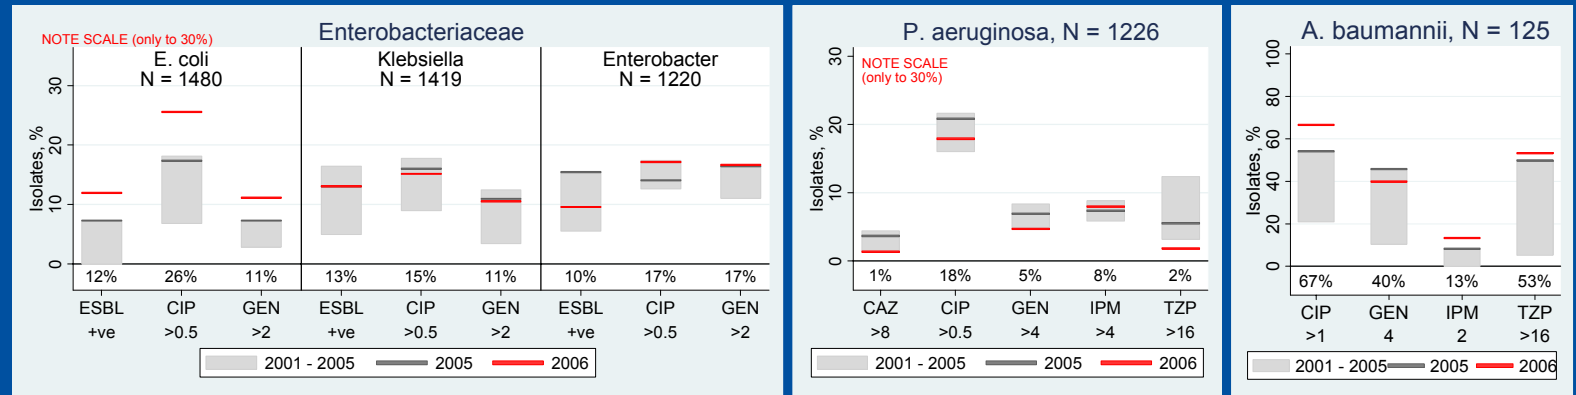 Enterobacteriaceae
NOTE SCALE (only to 30%)
E. coli
N = 1480
Klebsiella
N = 1419
Enterobacter
N = 1220
Isolates, %
30
20
10
0
12% 26% 11% 13% 15% 11% 10% 17% 17%
ESBL CIP GEN ESBL CIP GEN ESBL CIP GEN
+ve >0.5 >2 +ve >0.5 >2 +ve >0.5 >2
2001 - 2005 2005 2006
P. aeruginosa, N = 1226
NOTE SCALE
(only to 30%)
Isolates, %
30
20
10
0
1% 18% 5% 8% 2%
CAZ CIP GEN IPM TZP
>8 >0.5 >4 >4 >16
2001 - 2005 2005 2006
A. baumannii, N = 125
Isolates, %
100
80
60
40
20
0
67% 40% 13% 53%
CIP GEN IPM TZP
>1 4 2 >16
2001 - 2005 2005 2006